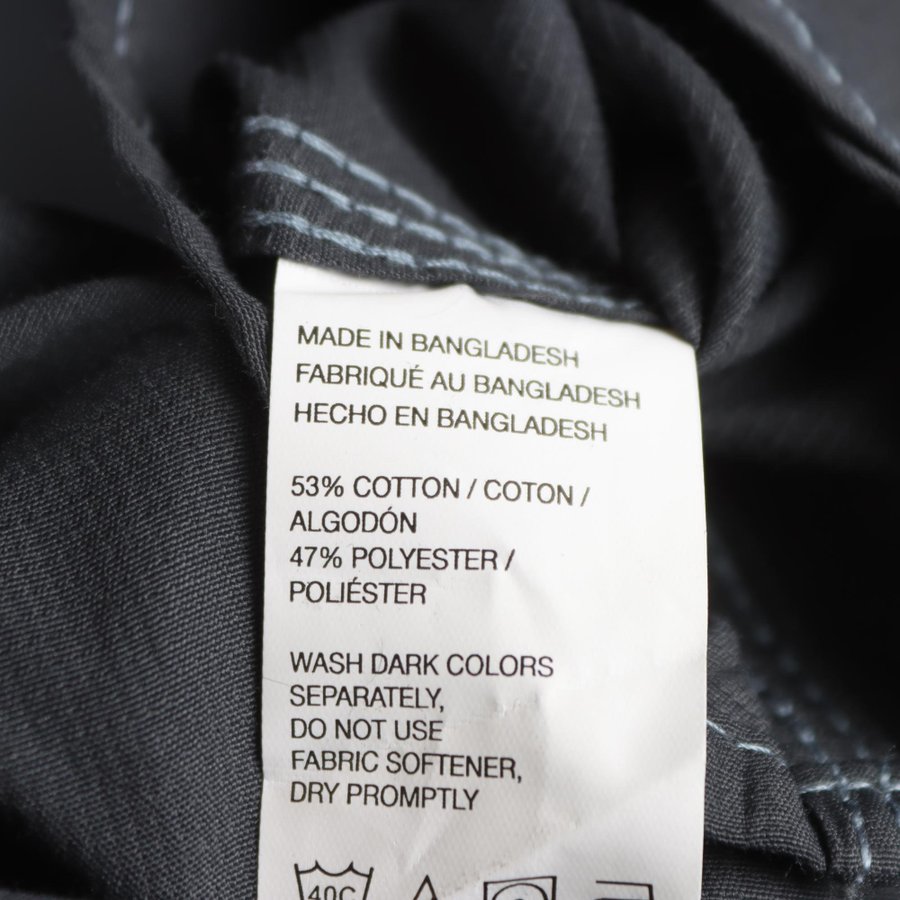 MADE IN BANGLADESH
FABRIQUÉ AU BANGLADESH
HECHO EN BANGLADESH
53% COTTON / COTON /
ALGODÓN
47% POLYESTER /
POLIÉSTER
WASH DARK COLORS
SEPARATELY,
DO NOT USE
FABRIC SOFTENER,
DRY PROMPTLY
40C